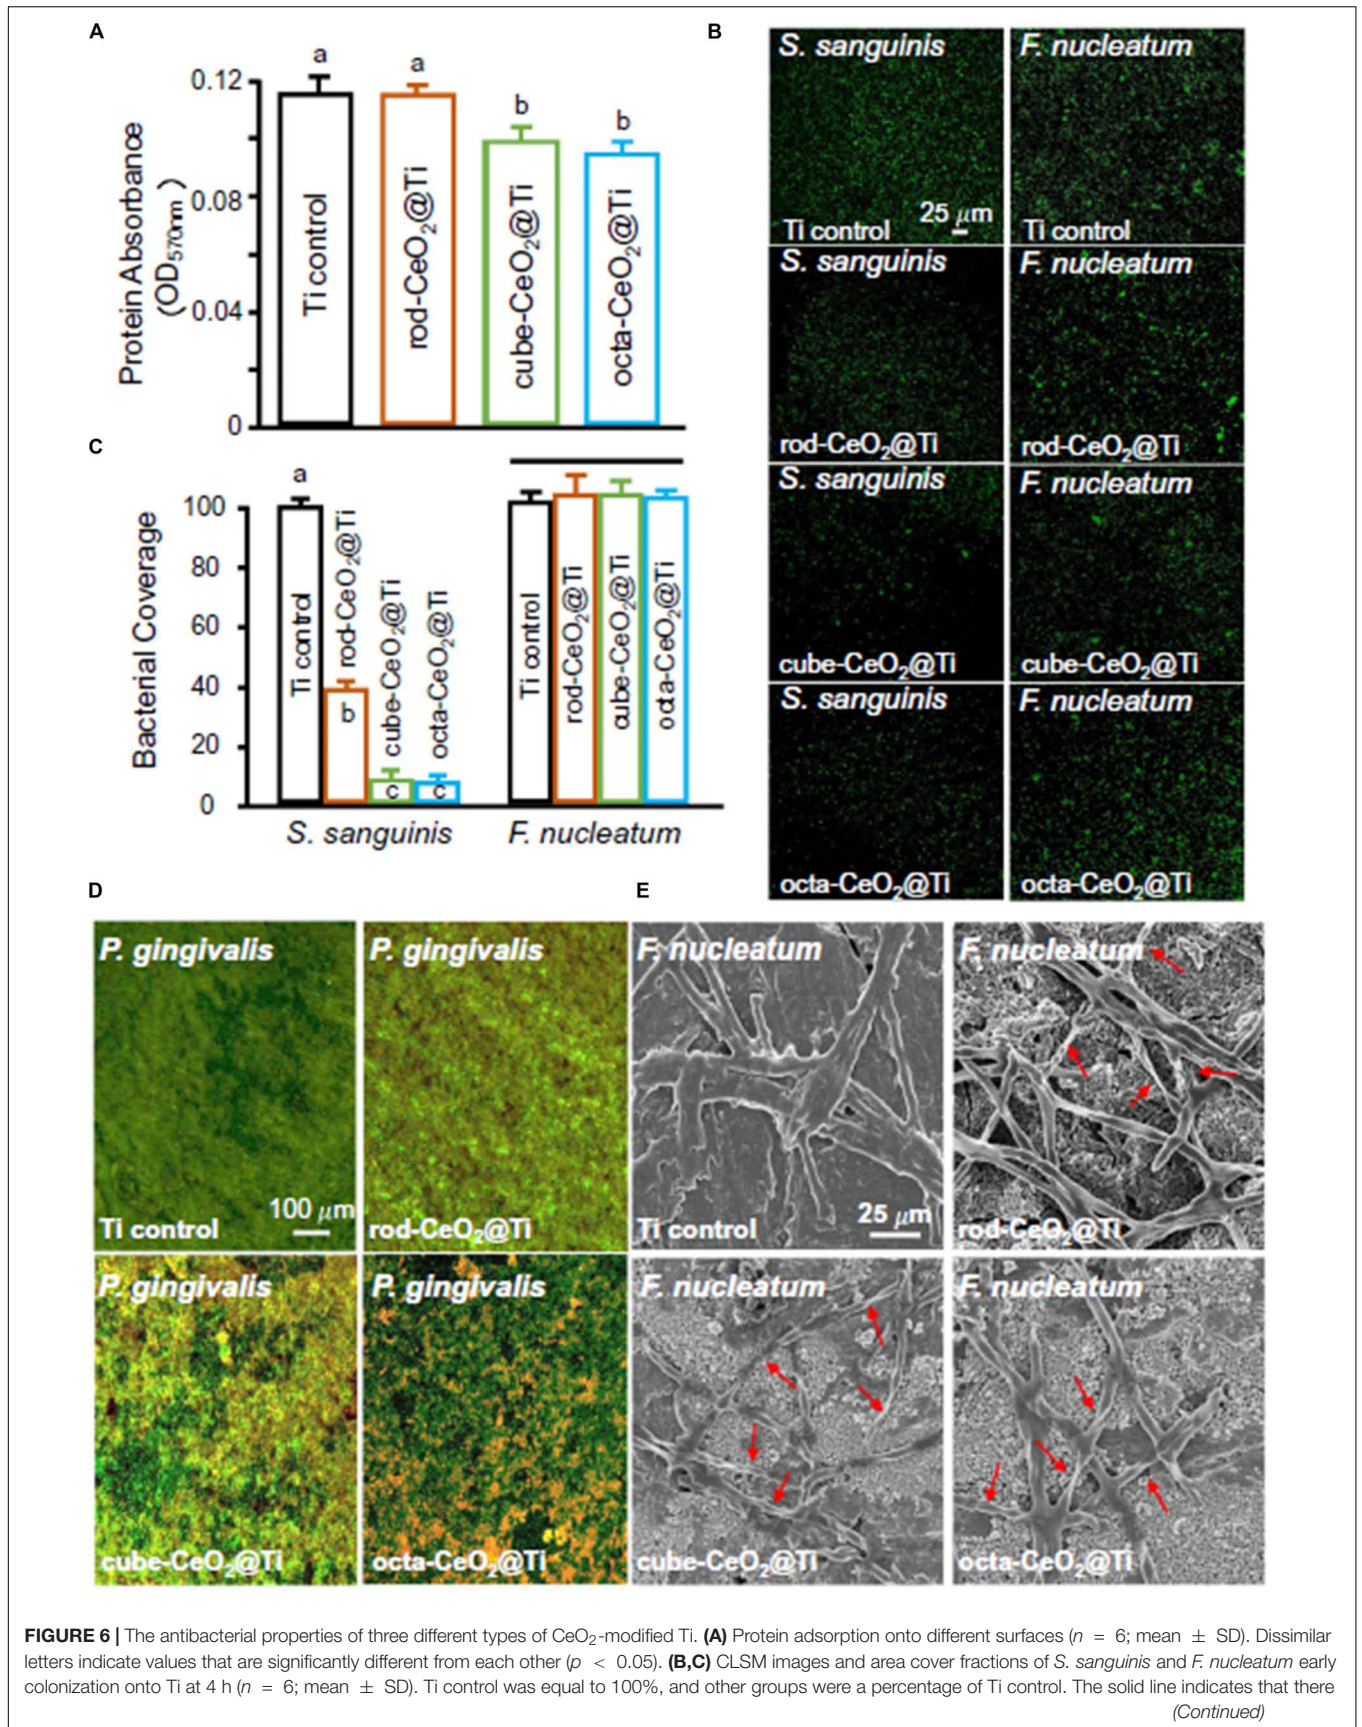 A
Protein Absorbance
(OD570nm)
0.12
0.08
0.04
0
a
a
b
b
Ti control
rod-CeO2@Ti
cube-CeO2@Ti
octa-CeO2@Ti
B
S. sanguinis
F. nucleatum
25 μm
Ti control
Ti control
S. sanguinis
F. nucleatum
rod-CeO2@Ti
rod-CeO2@Ti
S. sanguinis
F. nucleatum
cube-CeO2@Ti
cube-CeO2@Ti
S. sanguinis
F. nucleatum
octa-CeO2@Ti
octa-CeO2@Ti
C
Bacterial Coverage
100
80
60
40
20
0
a
b
c
c
Ti control
rod-CeO2@Ti
cube-CeO2@Ti
octa-CeO2@Ti
Ti control
rod-CeO2@Ti
cube-CeO2@Ti
octa-CeO2@Ti
S. sanguinis
F. nucleatum
D
P. gingivalis
P. gingivalis
100 μm
Ti control
rod-CeO2@Ti
P. gingivalis
P. gingivalis
cube-CeO2@Ti
octa-CeO2@Ti
E
F. nucleatum
F. nucleatum
25 μm
Ti control
rod-CeO2@Ti
F. nucleatum
F. nucleatum
cube-CeO2@Ti
octa-CeO2@Ti
FIGURE 6 | The antibacterial properties of three different types of CeO2-modified Ti. (A) Protein adsorption onto different surfaces (n = 6; mean ± SD). Dissimilar
letters indicate values that are significantly different from each other (p < 0.05). (B,C) CLSM images and area cover fractions of S. sanguinis and F. nucleatum early
colonization onto Ti at 4 h (n = 6; mean ± SD). Ti control was equal to 100%, and other groups were a percentage of Ti control. The solid line indicates that there
(Continued)